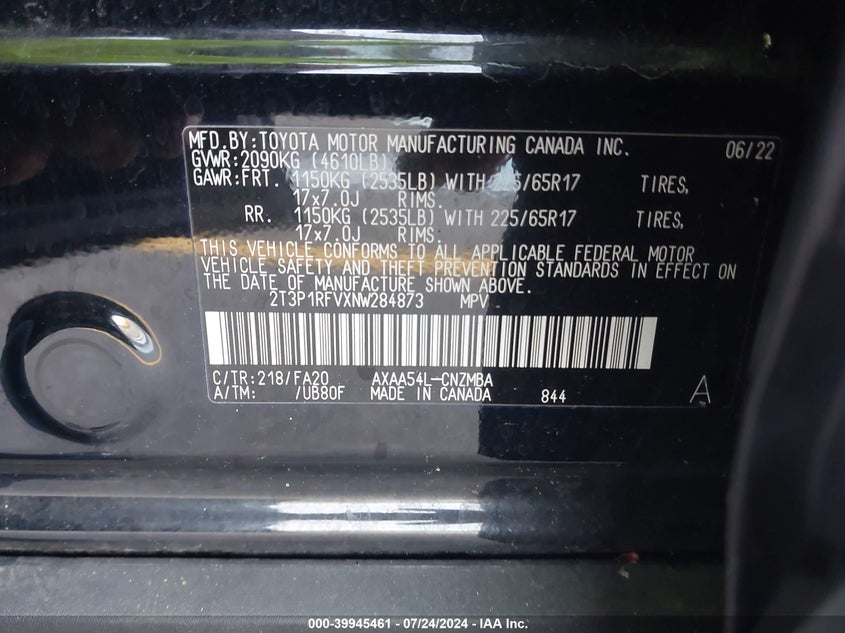 MFD.BY:TOYOTA MOTOR MANUFACTURING CANADA INC. 06/22
GVWR:2090KG (4610LB)
GAWR:FRT. 1150KG (2535LB) WITH 225/65R17 TIRES,
17x7.0J RIMS.
RR. 1150KG (2535LB) WITH 225/65R17 TIRES,
17x7.0J RIMS.
THIS VEHICLE CONFORMS TO ALL APPLICABLE FEDERAL MOTOR
VEHICLE SAFETY AND THEFT PREVENTION STANDARDS IN EFFECT ON
THE DATE OF MANUFACTURE SHOWN ABOVE.
2T3P1RFVXNW284873 MPV
C/TR:218/FA20 AXAA54L-CNZMBA
A/TM: /UB80F MADE IN CANADA 844 A
000-39945461 - 07/24/2024 - IAA Inc.